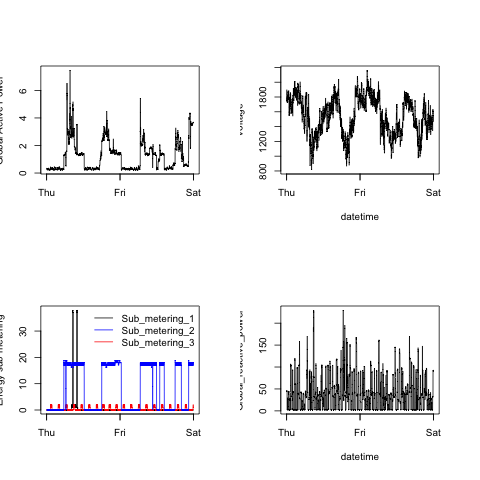 Global Active Power
6
4
2
0
Thu Fri Sat
voltage
1800
1200
800
Thu Fri Sat
datetime
Energy sub metering
30
20
10
0
Sub_metering_1
Sub_metering_2
Sub_metering_3
Thu Fri Sat
Global_reactive_power
150
50
0
Thu Fri Sat
datetime